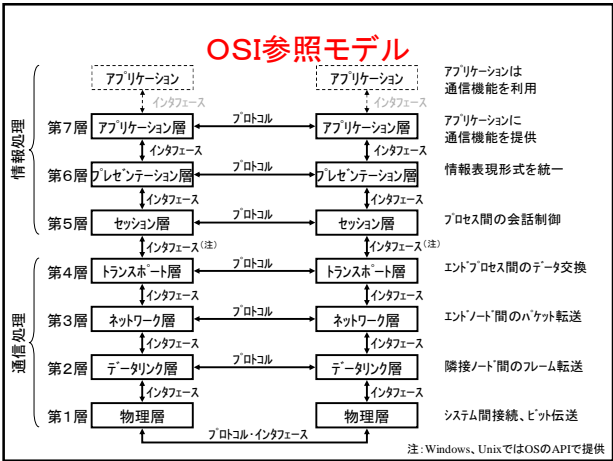 OSI参照モデル
アプリケーション アプリケーション アプリケーションは
通信機能を利用
インタフェース インタフェース
情報処理
第7層 アプリケーション層 プロトコル アプリケーション層 アプリケーションに
通信機能を提供
インタフェース インタフェース
第6層 プレゼンテーション層 プロトコル プレゼンテーション層 情報表現形式を統一
インタフェース インタフェース
第5層 セッション層 プロトコル セッション層 プロセス間の会話制御
インタフェース(注) インタフェース(注)
通信処理
第4層 トランスポート層 プロトコル トランスポート層 エンドプロセス間のデータ交換
インタフェース インタフェース
第3層 ネットワーク層 プロトコル ネットワーク層 エンドノード間のパケット転送
インタフェース インタフェース
第2層 データリンク層 プロトコル データリンク層 隣接ノード間のフレーム転送
インタフェース インタフェース
第1層 物理層 物理層 システム間接続、ビット伝送
プロトコル・インタフェース
注:Windows、UnixではOSのAPIで提供